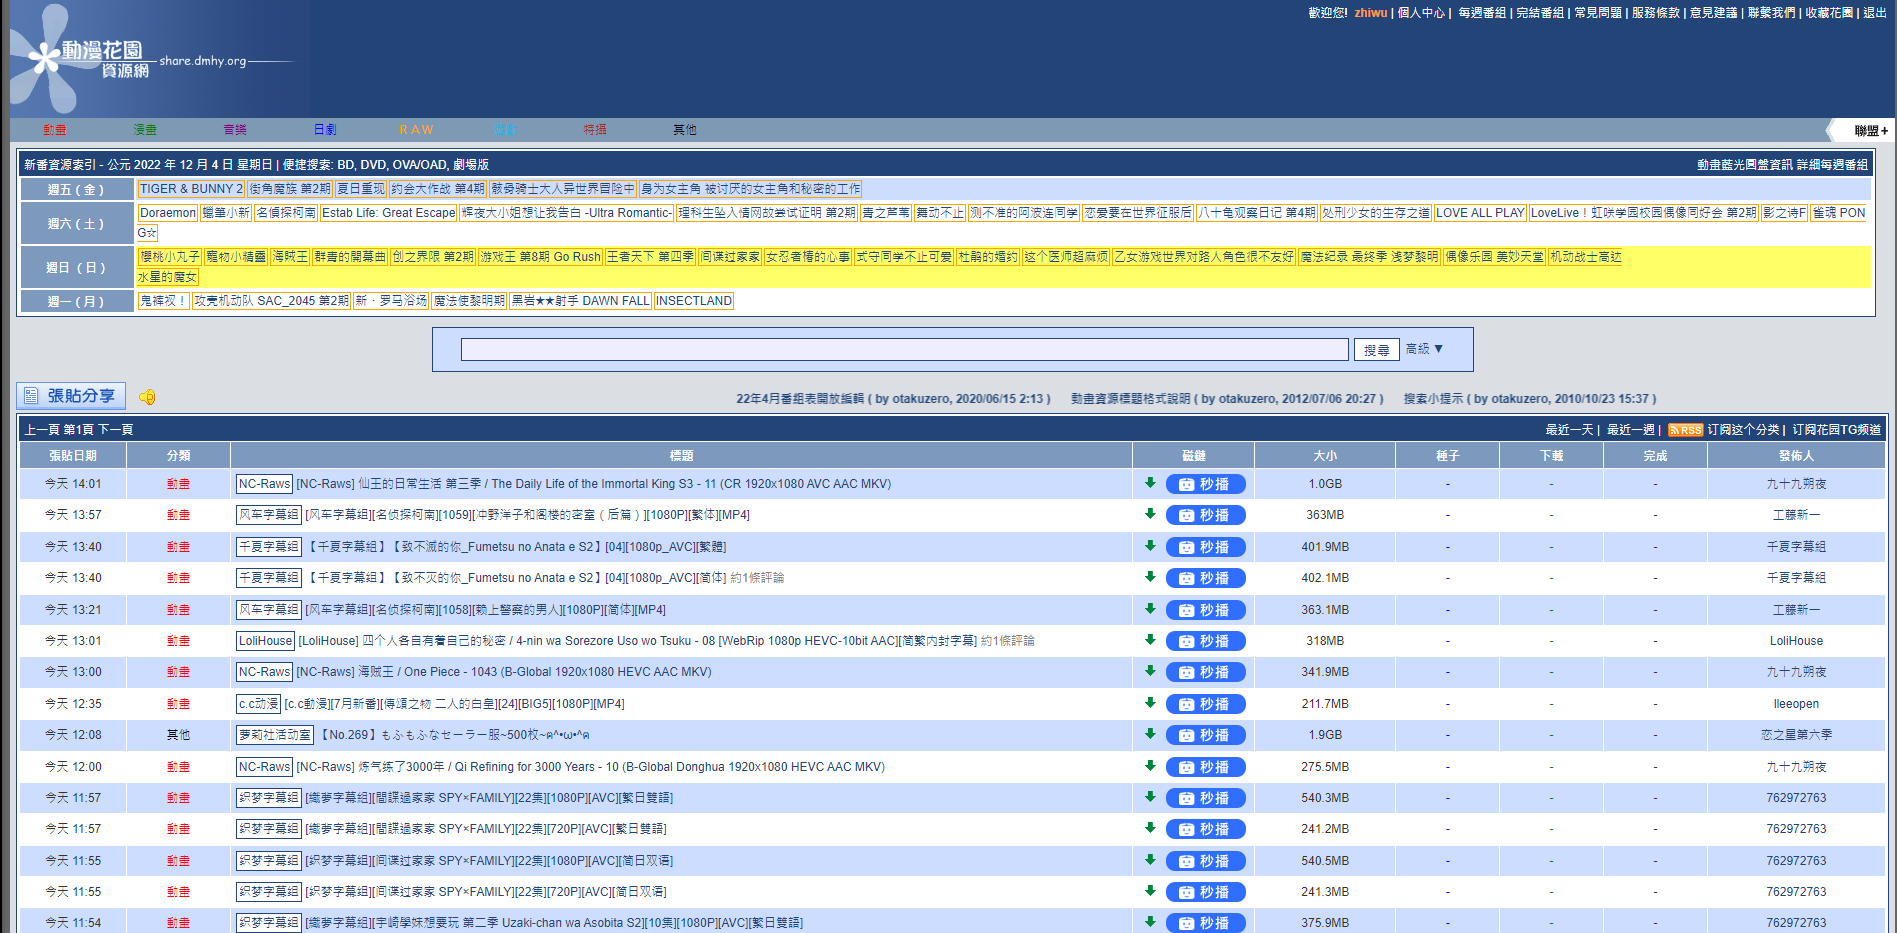 歡迎您! zhiwu | 個人中心 | 每週番組 | 完結番組 | 常見問題 | 服務條款 | 意見建議 | 聯繫我們 | 收藏花園 | 退出
動漫花園
資源網
share.dmhy.org
動畫 漫畫 音樂 日劇 RAW 遊戲 特攝 其他 聯盟+
新番資源索引 - 公元 2022 年 12 月 4 日 星期日 | 便捷搜索: BD, DVD, OVA/OAD, 劇場版 動畫藍光圓盤資訊 詳細每週番組
週五（金） TIGER & BUNNY 2 街角魔族 第2期 夏日重现 约会大作战 第4期 骸骨骑士大人异世界冒险中 身为女主角 被讨厌的女主角和秘密的工作
週六（土） Doraemon 蠟筆小新 名偵探柯南 Estab Life: Great Escape 辉夜大小姐想让我告白 -Ultra Romantic- 理科生坠入情网故尝试证明 第2期 青之芦苇 舞动不止 测不准的阿波连同学 恋爱要在世界征服后 八十龟观察日记 第4期 处刑少女的生存之道 LOVE ALL PLAY LoveLive！虹咲学园校园偶像同好会 第2期 影之诗F 雀魂 PON
G☆
週日 （日） 櫻桃小丸子 寵物小精靈 海賊王 群青的開幕曲 创之界限 第2期 游戏王 第8期 Go Rush 王者天下 第四季 间谍过家家 女忍者椿的心事 式守同学不止可爱 杜鹃的婚约 这个医师超麻烦 乙女游戏世界对路人角色很不友好 魔法纪录 最终季 浅梦黎明 偶像乐园 美妙天堂 机动战士高达
水星的魔女
週一（月） 鬼裤衩！ 攻壳机动队 SAC_2045 第2期 新・罗马浴场 魔法使黎明期 黑岩★★射手 DAWN FALL INSECTLAND
搜尋 高級 ▼
張貼分享 22年4月番組表開放編輯 ( by otakuzero, 2020/06/15 2:13 ) 動畫資源標題格式說明 ( by otakuzero, 2012/07/06 20:27 ) 搜索小提示 ( by otakuzero, 2010/10/23 15:37 )
上一頁 第1頁 下一頁 最近一天 | 最近一週 | RSS 订阅这个分类 | 订阅花园TG频道
張貼日期 分類 標題 磁鏈 大小 種子 下載 完成 發佈人
今天 14:01 動畫 NC-Raws [NC-Raws] 仙王的日常生活 第三季 / The Daily Life of the Immortal King S3 - 11 (CR 1920x1080 AVC AAC MKV) 秒播 1.0GB - - - 九十九朔夜
今天 13:57 動畫 风车字幕组 [风车字幕组][名侦探柯南][1059][冲野洋子和阁楼的密室（后篇）][1080P][繁体][MP4] 秒播 363MB - - - 工藤新一
今天 13:40 動畫 千夏字幕组 【千夏字幕組】【致不滅的你_Fumetsu no Anata e S2】[04][1080p_AVC][繁體] 秒播 401.9MB - - - 千夏字幕组
今天 13:40 動畫 千夏字幕组 【千夏字幕组】【致不灭的你_Fumetsu no Anata e S2】[04][1080p_AVC][简体] 約1條評論 秒播 402.1MB - - - 千夏字幕组
今天 13:21 動畫 风车字幕组 [风车字幕组][名侦探柯南][1058][赖上警察的男人][1080P][简体][MP4] 秒播 363.1MB - - - 工藤新一
今天 13:01 動畫 LoliHouse [LoliHouse] 四个人各自有着自己的秘密 / 4-nin wa Sorezore Uso wo Tsuku - 08 [WebRip 1080p HEVC-10bit AAC][简繁内封字幕] 約1條評論 秒播 318MB - - - LoliHouse
今天 13:00 動畫 NC-Raws [NC-Raws] 海贼王 / One Piece - 1043 (B-Global 1920x1080 HEVC AAC MKV) 秒播 341.9MB - - - 九十九朔夜
今天 12:35 動畫 c.c动漫 [c.c動漫][7月新番][傳頌之物 二人的白皇][24][BIG5][1080P][MP4] 秒播 211.7MB - - - lleeopen
今天 12:08 其他 萝莉社活动室 【No.269】もふもふなセーラー服~500枚~ฅ^•ω•^ฅ 秒播 1.9GB - - - 恋之星第六季
今天 12:00 動畫 NC-Raws [NC-Raws] 炼气练了3000年 / Qi Refining for 3000 Years - 10 (B-Global Donghua 1920x1080 HEVC AAC MKV) 秒播 275.5MB - - - 九十九朔夜
今天 11:57 動畫 织梦字幕组 [織夢字幕組][間諜過家家 SPY×FAMILY][22集][1080P][AVC][繁日雙語] 秒播 540.3MB - - - 762972763
今天 11:57 動畫 织梦字幕组 [織夢字幕組][間諜過家家 SPY×FAMILY][22集][720P][AVC][繁日雙語] 秒播 241.2MB - - - 762972763
今天 11:55 動畫 织梦字幕组 [织梦字幕组][间谍过家家 SPY×FAMILY][22集][1080P][AVC][简日双语] 秒播 540.5MB - - - 762972763
今天 11:55 動畫 织梦字幕组 [织梦字幕组][间谍过家家 SPY×FAMILY][22集][720P][AVC][简日双语] 秒播 241.3MB - - - 762972763
今天 11:54 動畫 织梦字幕组 [織夢字幕組][宇崎學妹想要玩 第二季 Uzaki-chan wa Asobita S2][10集][1080P][AVC][繁日雙語] 秒播 375.9MB - - - 762972763